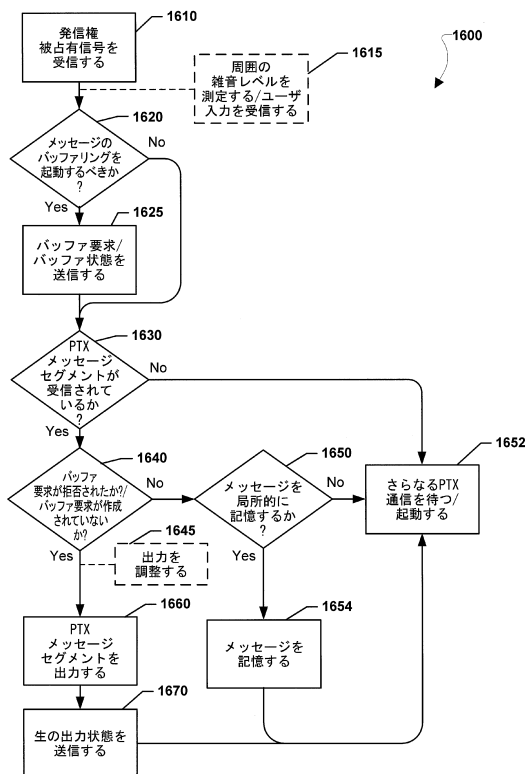 1610
発信権
被占有信号を
受信する
1600
1615
周囲の
雑音レベルを
測定する/ユーザ
入力を受信する
1620
メッセージの
バッファリングを
起動するべきか
?
No
Yes
1625
バッファ要求/
バッファ状態を
送信する
1630
PTX
メッセージ
セグメントが
受信されて
いるか
?
No
Yes
1640
バッファ
要求が拒否されたか?/
バッファ要求が作成
されていない
か?
No
Yes
1650
メッセージを
局所的に
記憶するか
?
No
Yes
1652
さらなるPTX
通信を待つ/
起動する
1645
出力を
調整する
1654
メッセージを
記憶する
1660
PTX
メッセージ
セグメントを
出力する
1670
生の出力状態を
送信する